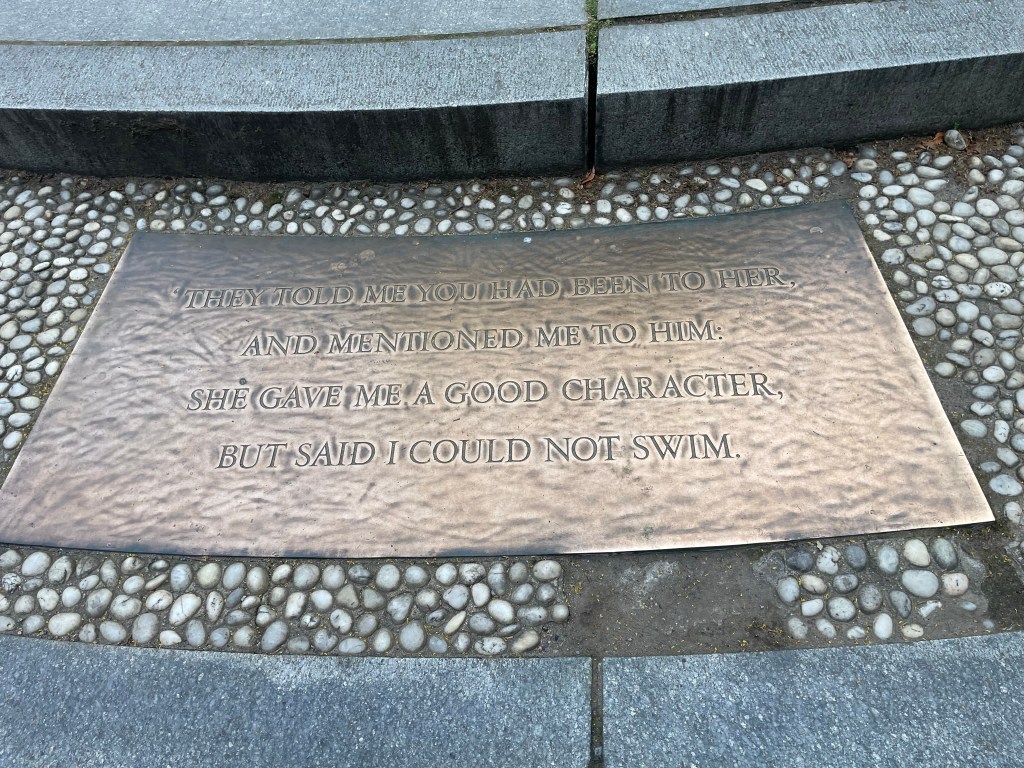 ‘THEY TOLD ME YOU HAD BEEN TO HER,
AND MENTIONED ME TO HIM:
SHE GAVE ME A GOOD CHARACTER,
BUT SAID I COULD NOT SWIM.